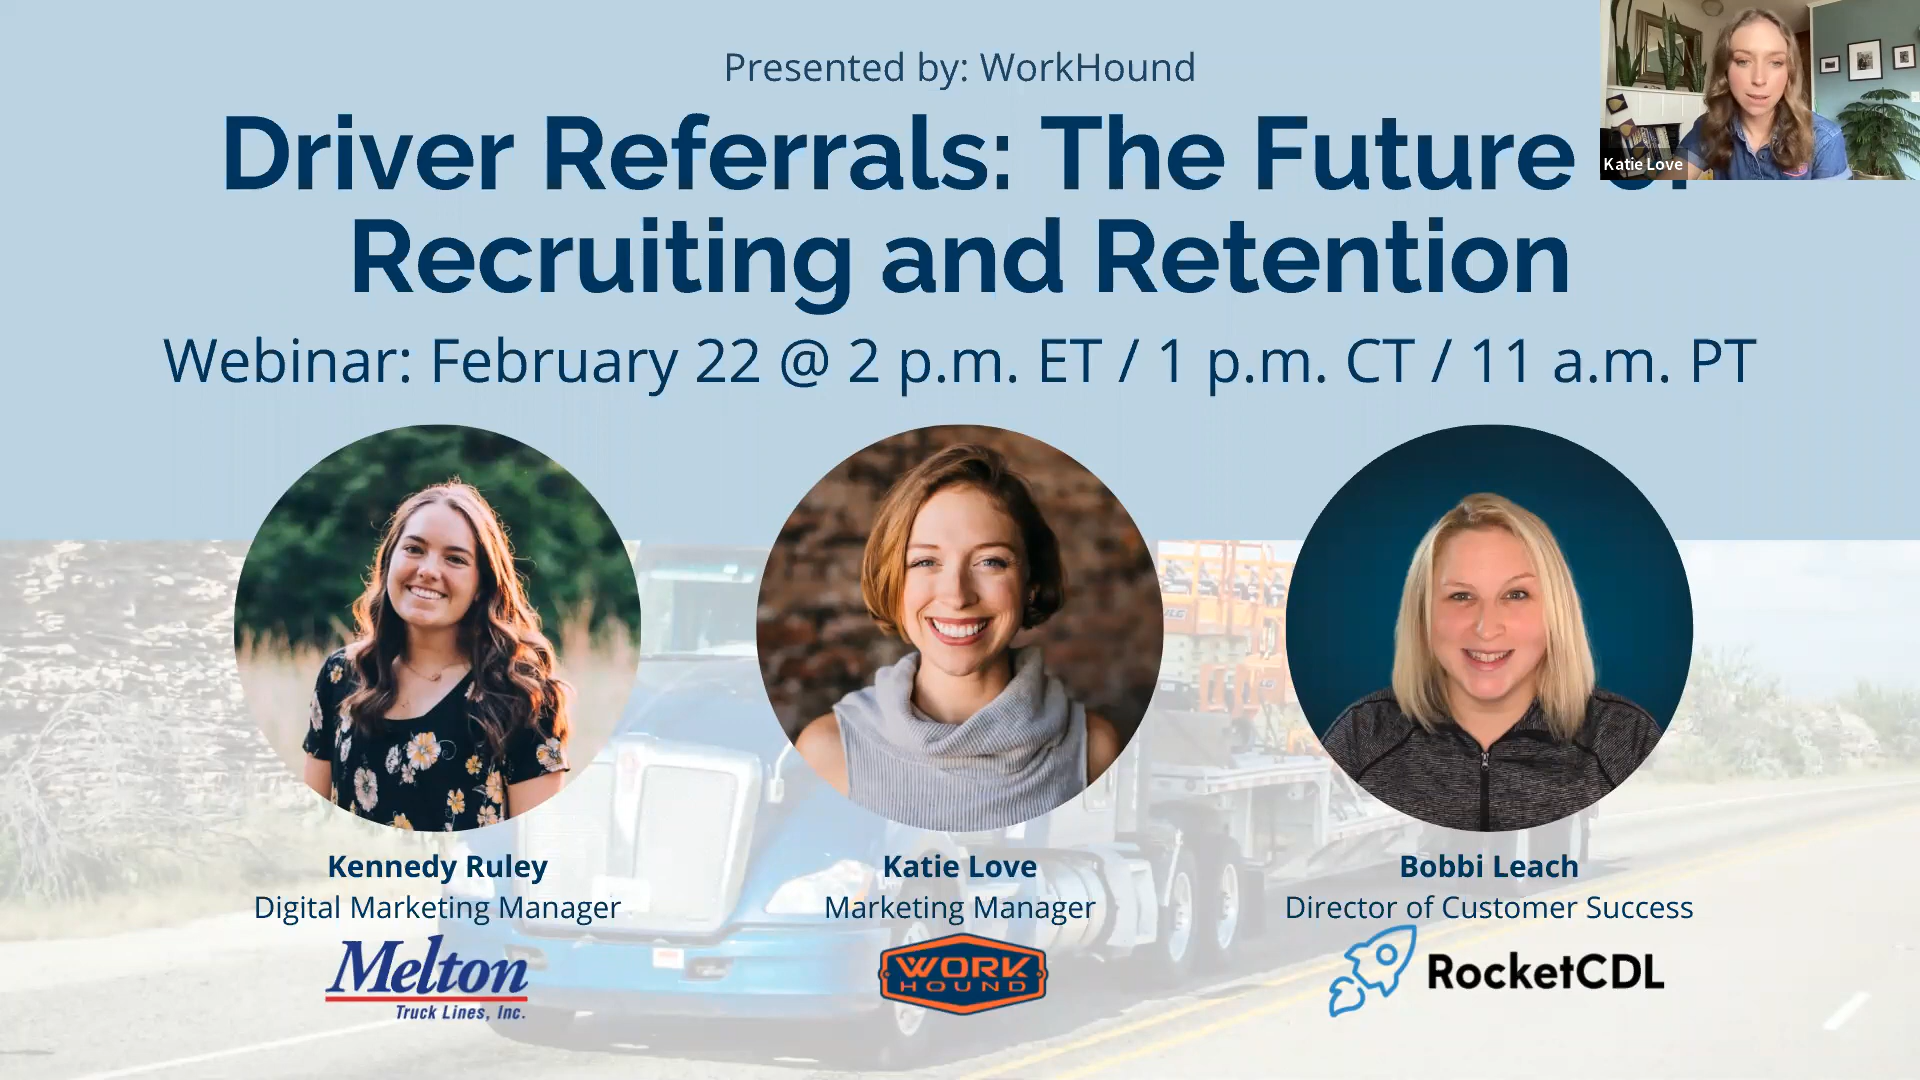 Presented by: WorkHound
Driver Referrals: The Future
Recruiting and Retention
Webinar: February 22 @ 2 p.m. ET / 1 p.m. CT / 11 a.m. PT
Katie Love
Kennedy Ruley
Digital Marketing Manager
Melton
Truck Lines, Inc.
Katie Love
Marketing Manager
WORK
HOUND
Bobbi Leach
Director of Customer Success
RocketCDL
JLG